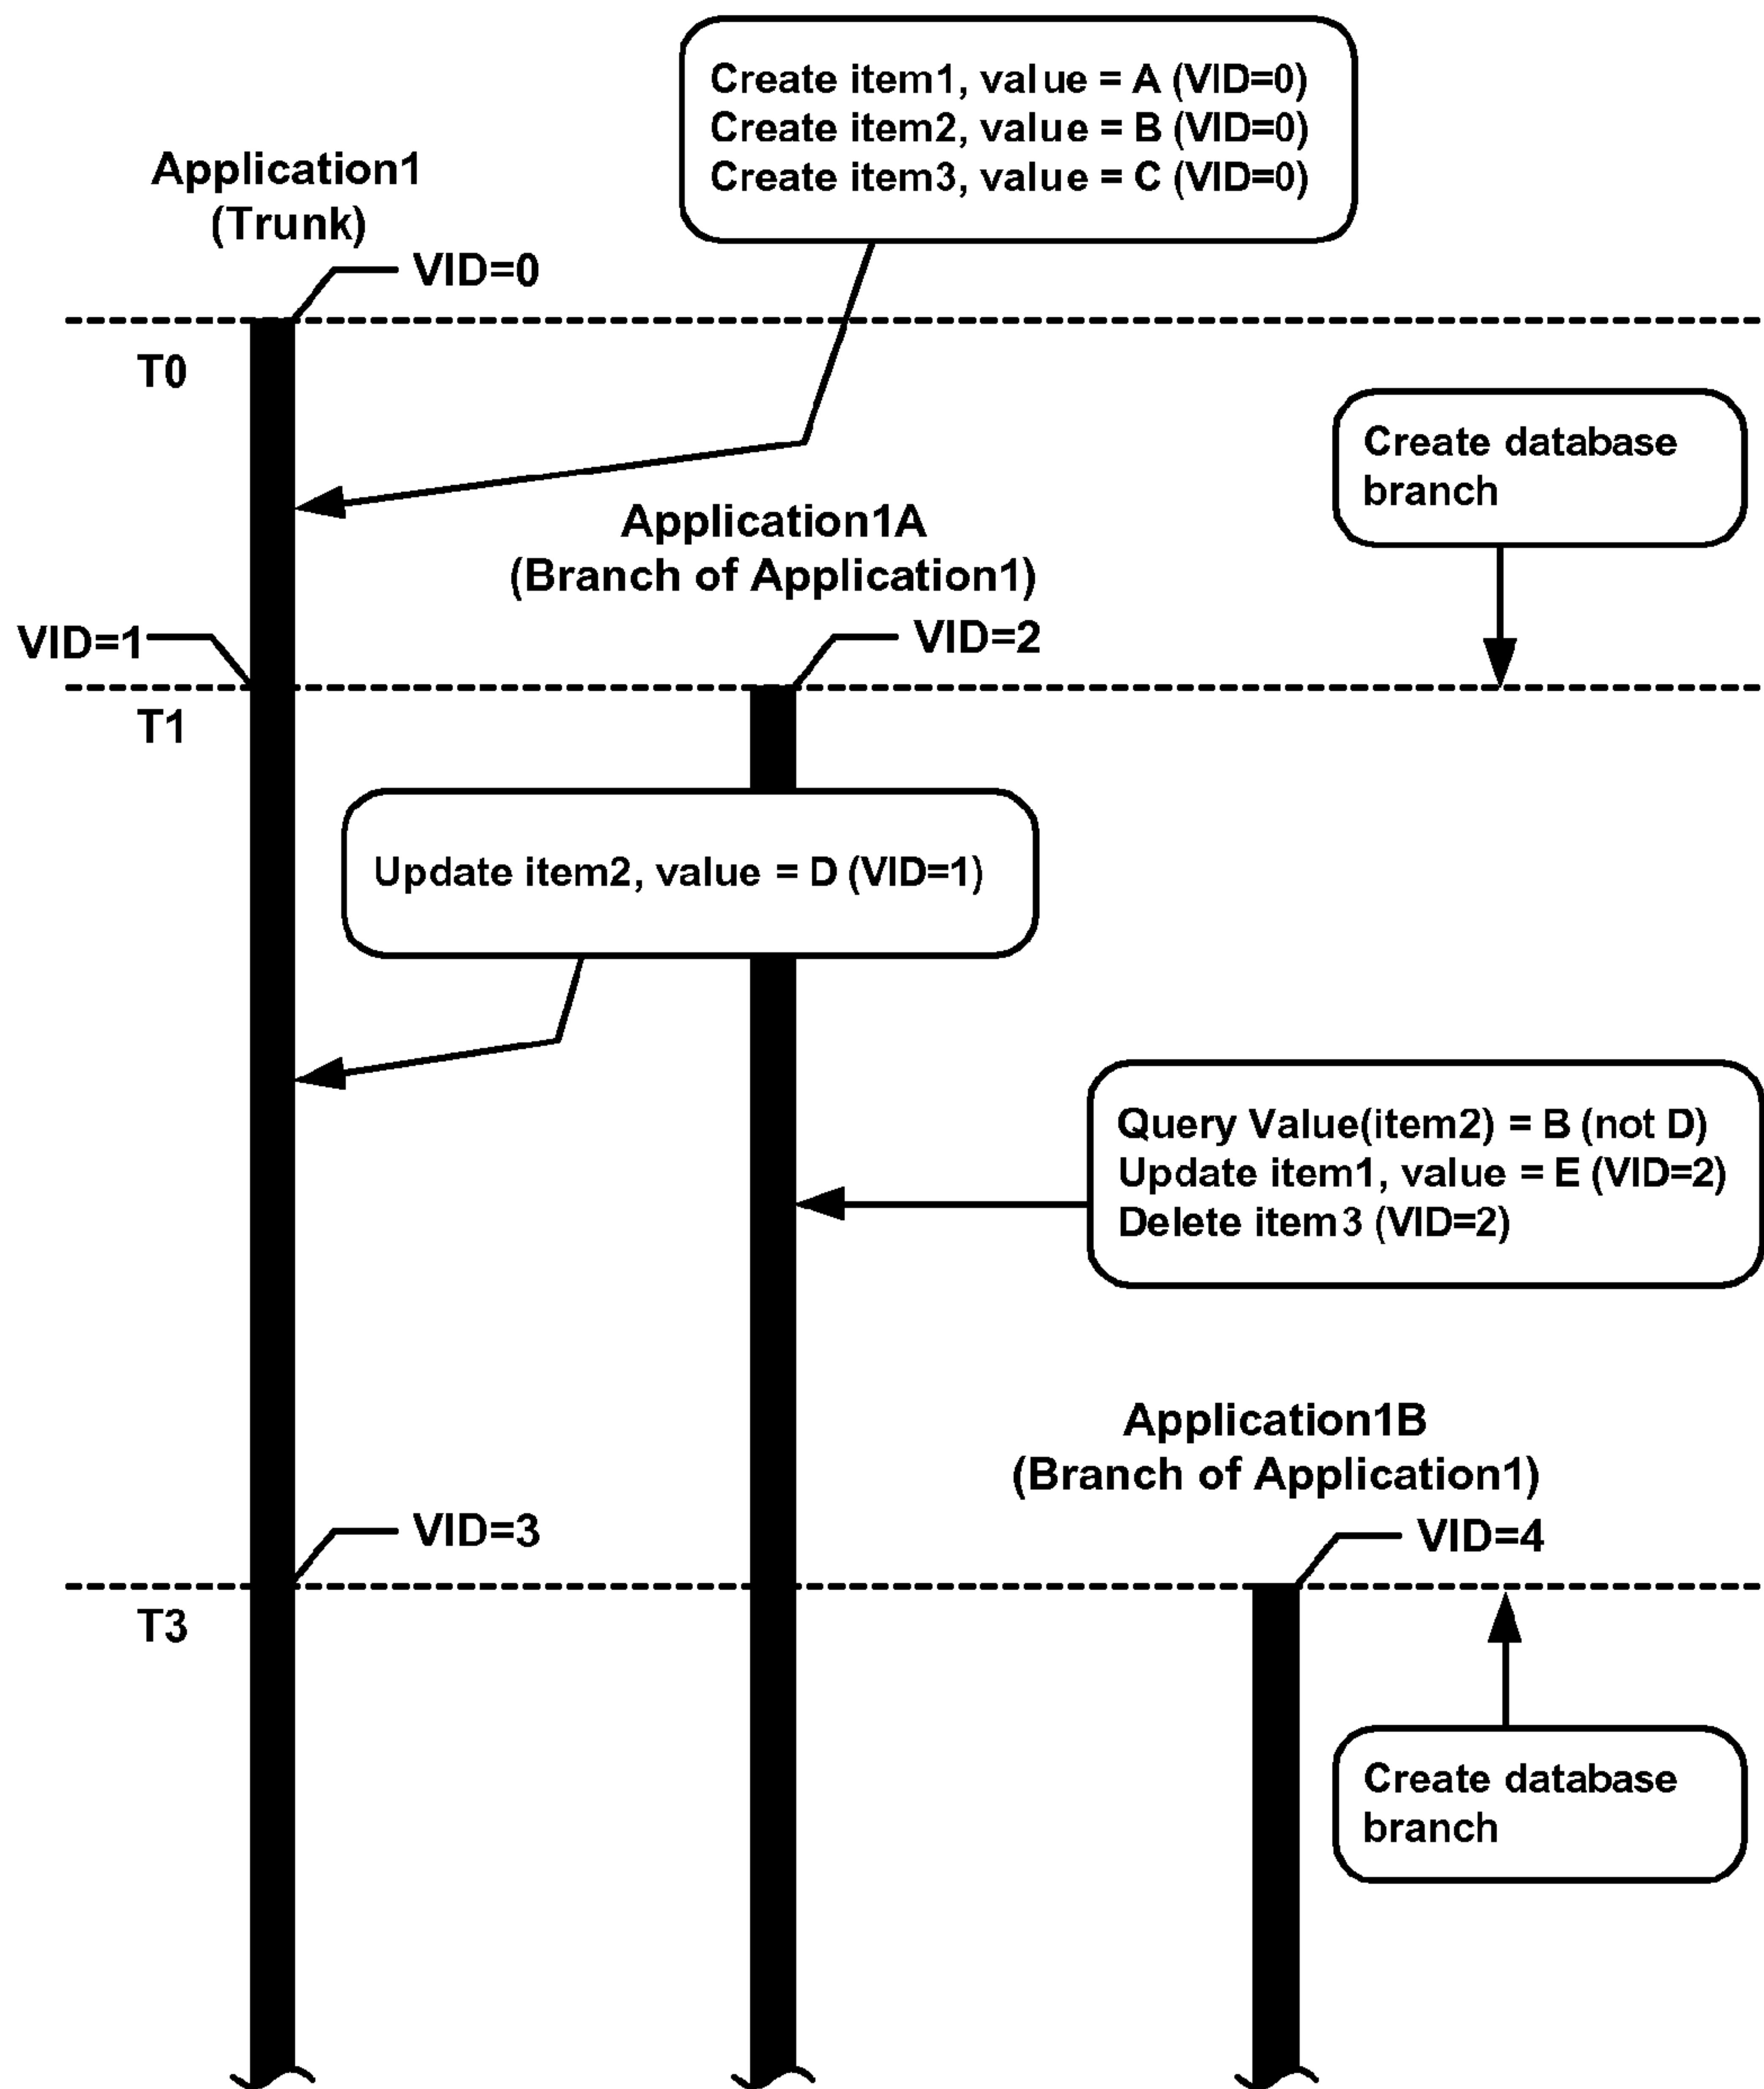 Create item1, value = A (VID=0)
Create item2, value = B (VID=0)
Create item3, value = C (VID=0)
Application1
(Trunk)
VID=0
T0
Create database
branch
Application1A
(Branch of Application1)
VID=1
VID=2
T1
Update item2, value = D (VID=1)
Query Value(item2) = B (not D)
Update item1, value = E (VID=2)
Delete item3 (VID=2)
Application1B
(Branch of Application1)
VID=3
VID=4
T3
Create database
branch